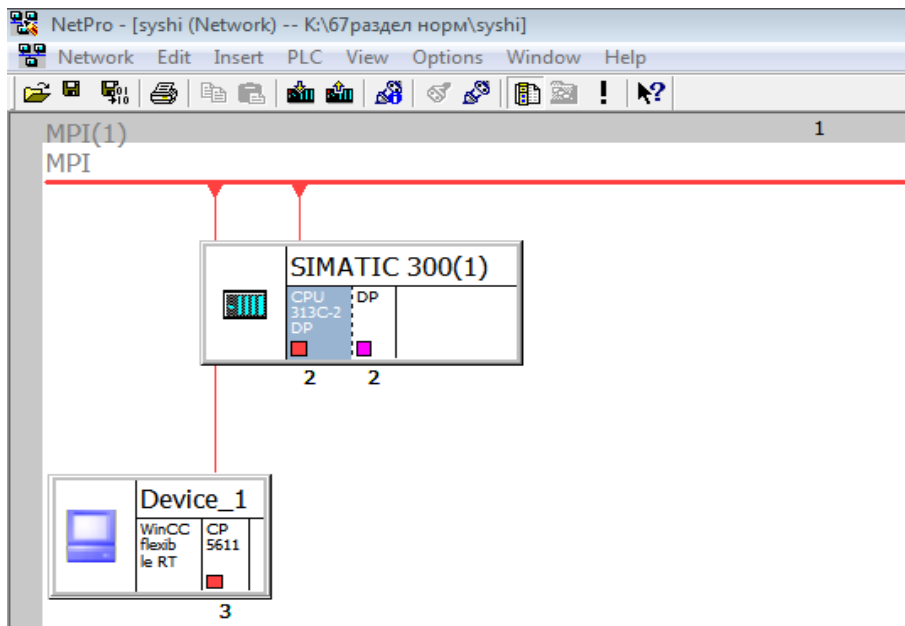 NetPro - [syshi (Network) -- K:\67раздел норм\syshi]
Network Edit Insert PLC View Options Window Help
MPI(1)
1
MPI
SIMATIC 300(1)
CPU
313C-2
DP
DP
2
2
Device_1
WinCC
flexib
le RT
CP
5611
3